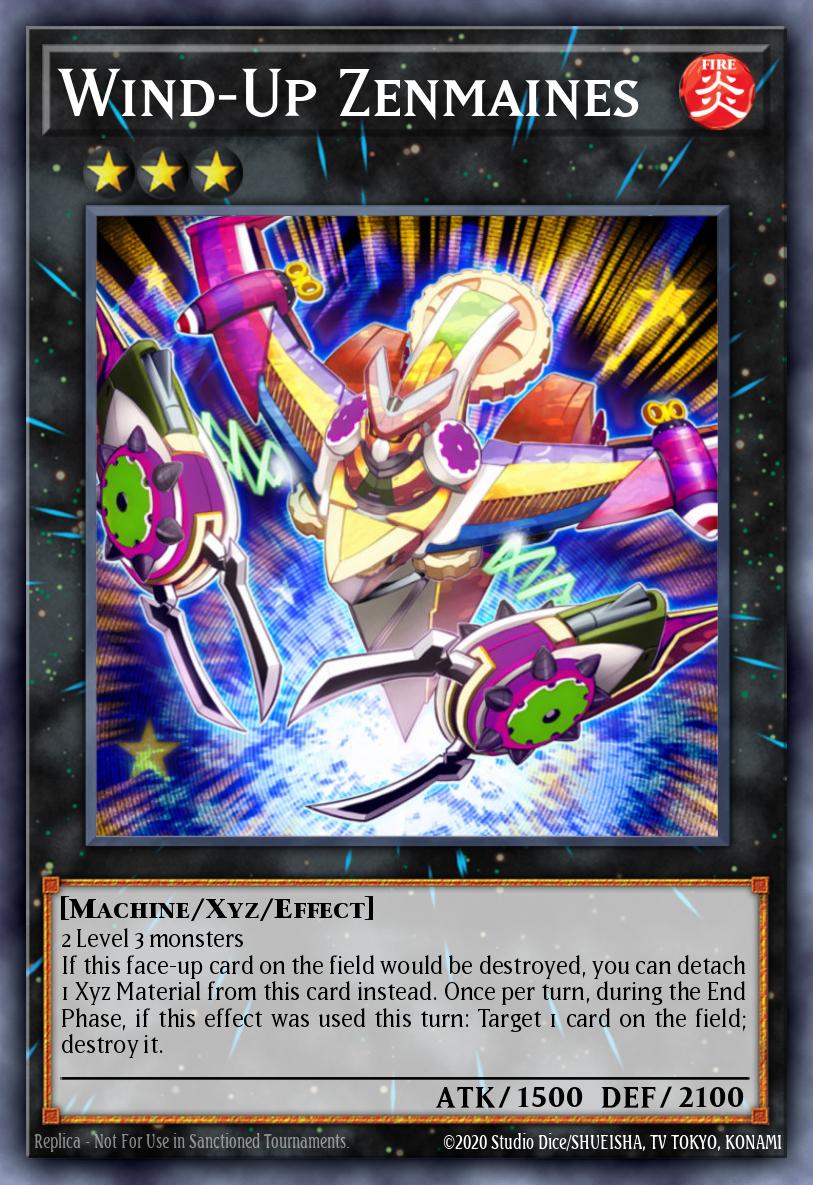 Wind-Up Zenmaines
FIRE
炎
[Machine/Xyz/Effect]
2 Level 3 monsters
If this face-up card on the field would be destroyed, you can detach
1 Xyz Material from this card instead. Once per turn, during the End
Phase, if this effect was used this turn: Target 1 card on the field;
destroy it.
ATK/1500 DEF/2100
Replica - Not For Use in Sanctioned Tournaments.
©2020 Studio Dice/SHUEISHA, TV TOKYO, KONAMI